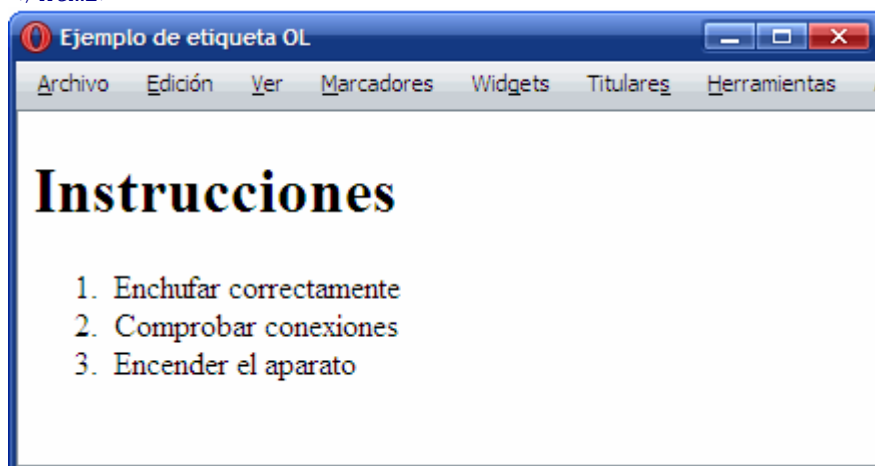 Ejemplo de etiqueta OL
Archivo Edición Ver Marcadores Widgets Titulares Herramientas
Instrucciones
1. Enchufar correctamente
2. Comprobar conexiones
3. Encender el aparato